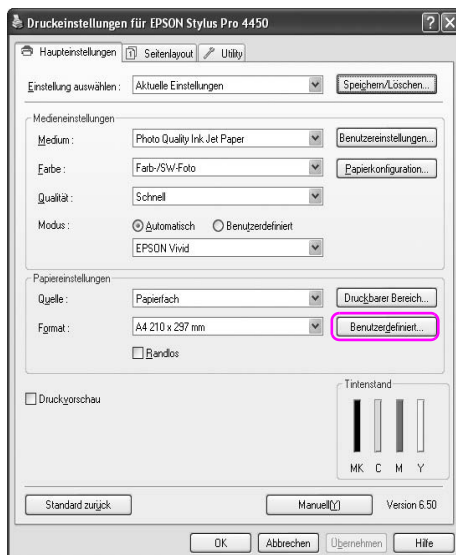 Druckeinstellungen für EPSON Stylus Pro 4450
Haupteinstellungen Seitenlayout Utility
Einstellung auswählen : Aktuelle Einstellungen Speichern/Löschen...
Medieneinstellungen
Medium : Photo Quality Ink Jet Paper Benutzereinstellungen...
Farbe : Farb-/SW-Foto Papierkonfiguration...
Qualität : Schnell
Modus : Automatisch Benutzerdefiniert
EPSON Vivid
Papiereinstellungen
Quelle : Papierfach Druckbarer Bereich...
Format : A4 210 x 297 mm Benutzerdefiniert...
Randlos
Druckvorschau
Tintenstand
MK C M Y
Standard zurück Manuell(Y) Version 6.50
OK Abbrechen Übernehmen Hilfe